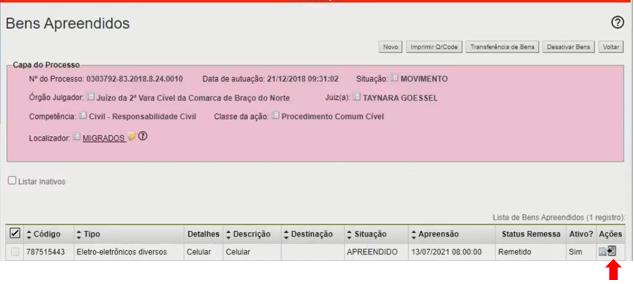 Bens Apreendidos
Novo Imprimir QrCode Transferência de Bens Desativar Bens Voltar
Capa do Processo
Nº do Processo: 0303792-83.2018.8.24.0010 Data de autuação: 21/12/2018 09:31:02 Situação: MOVIMENTO
Órgão Julgador: Juízo da 2ª Vara Cível da Comarca de Braço do Norte Juiz(a): TAYNARA GOESSEL
Competência: Civil - Responsabilidade Civil Classe da ação: Procedimento Comum Cível
Localizador: MIGRADOS
Listar Inativos
Lista de Bens Apreendidos (1 registro):
Código Tipo Detalhes Descrição Destinação Situação Apreensão Status Remessa Ativo? Ações
787515443 Eletro-eletrônicos diversos Celular Celular APREENDIDO 13/07/2021 08:00:00 Remetido Sim